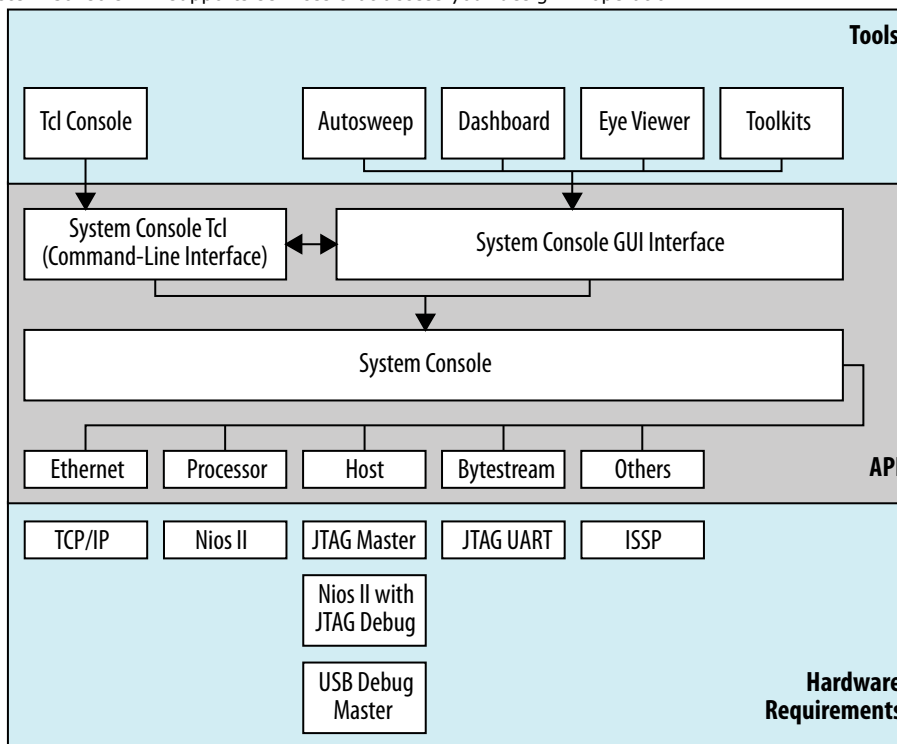 Tools
Tcl Console
Autosweep
Dashboard
Eye Viewer
Toolkits
System Console Tcl
(Command-Line Interface)
System Console GUI Interface
System Console
Ethernet
Processor
Host
Bytestream
Others
API
TCP/IP
Nios II
JTAG Master
JTAG UART
ISSP
Nios II with
JTAG Debug
USB Debug
Master
Hardware
Requirements